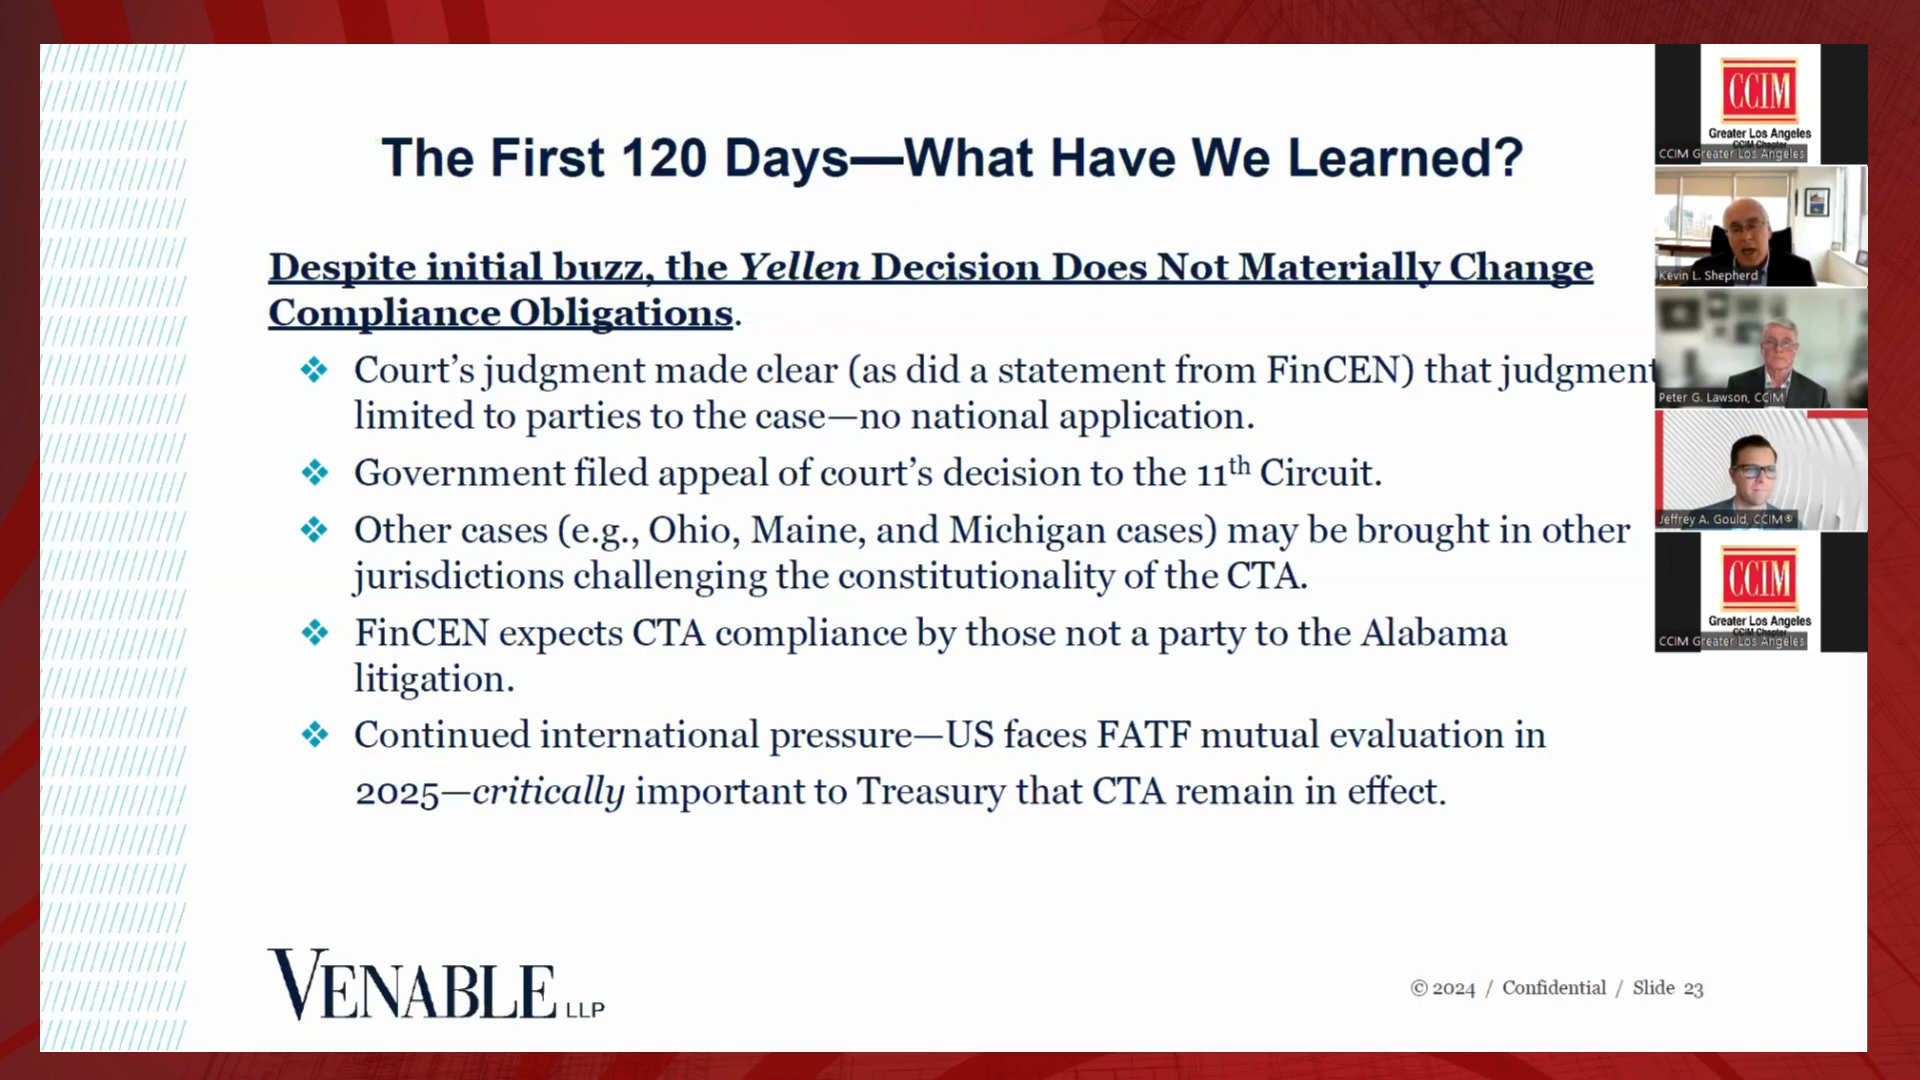 The First 120 Days—What Have We Learned?
Despite initial buzz, the Yellen Decision Does Not Materially Change
Compliance Obligations.
❖ Court’s judgment made clear (as did a statement from FinCEN) that judgment
limited to parties to the case—no national application.
❖ Government filed appeal of court’s decision to the 11th Circuit.
❖ Other cases (e.g., Ohio, Maine, and Michigan cases) may be brought in other
jurisdictions challenging the constitutionality of the CTA.
❖ FinCEN expects CTA compliance by those not a party to the Alabama
litigation.
❖ Continued international pressure—US faces FATF mutual evaluation in
2025—critically important to Treasury that CTA remain in effect.
VENABLE LLP
© 2024 / Confidential / Slide 23
CCIM
Greater Los Angeles
CCIM Chapter
CCIM Greater Los Angeles
Kevin L. Shepherd
Peter G. Lawson, CCIM
Jeffrey A. Gould, CCIM®
CCIM
Greater Los Angeles
CCIM Chapter
CCIM Greater Los Angeles